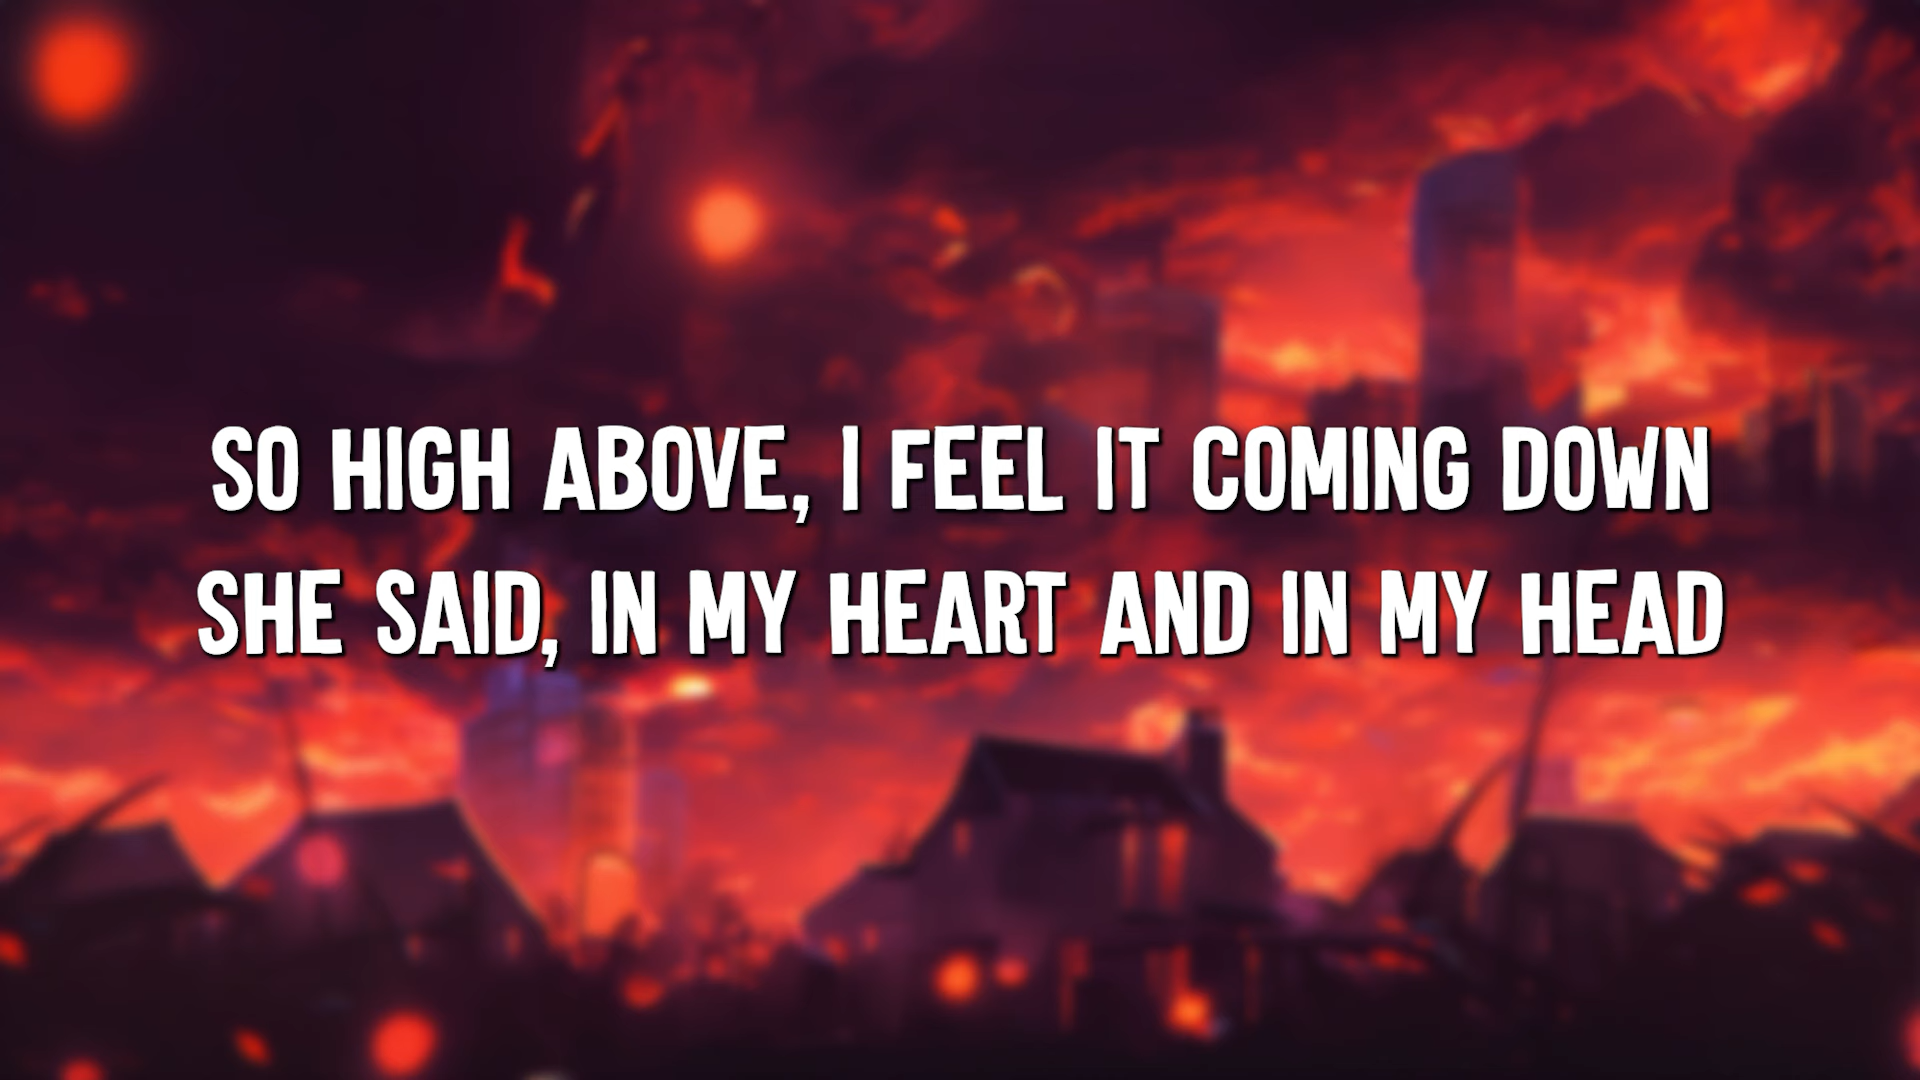 SO HIGH ABOVE, I FEEL IT COMING DOWN
SHE SAID, IN MY HEART AND IN MY HEAD